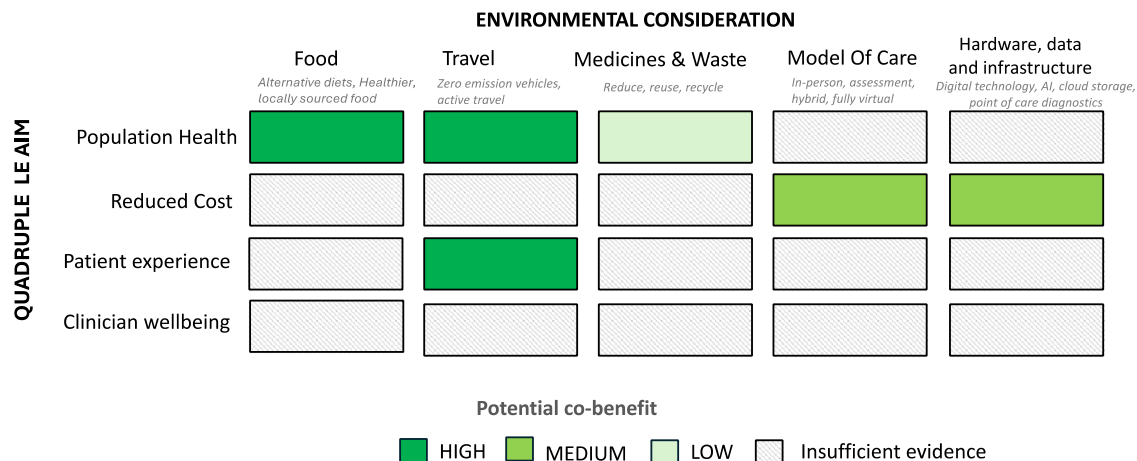 ENVIRONMENTAL CONSIDERATION
Food
Alternative diets, Healthier,
locally sourced food
Travel
Zero emission vehicles,
active travel
Medicines & Waste
Reduce, reuse, recycle
Model Of Care
In-person, assessment,
hybrid, fully virtual
Hardware, data
and infrastructure
Digital technology, AI, cloud storage,
point of care diagnostics
QUADRUPLE LE AIM
Population Health
Reduced Cost
Patient experience
Clinician wellbeing
Potential co-benefit
HIGH
MEDIUM
LOW
Insufficient evidence